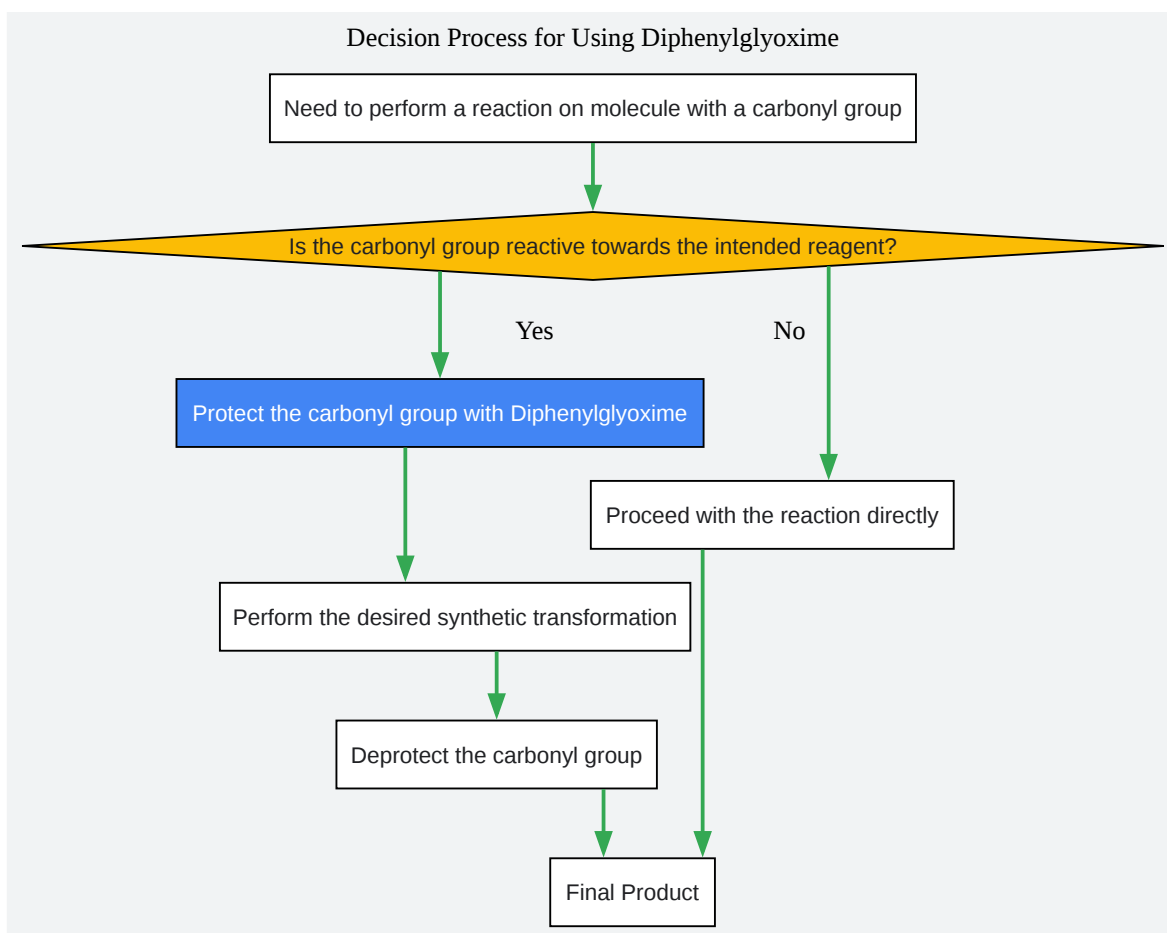 Decision Process for Using Diphenylglyoxime
Need to perform a reaction on molecule with a carbonyl group
Is the carbonyl group reactive towards the intended reagent?
Yes
No
Protect the carbonyl group with Diphenylglyoxime
Proceed with the reaction directly
Perform the desired synthetic transformation
Deprotect the carbonyl group
Final Product